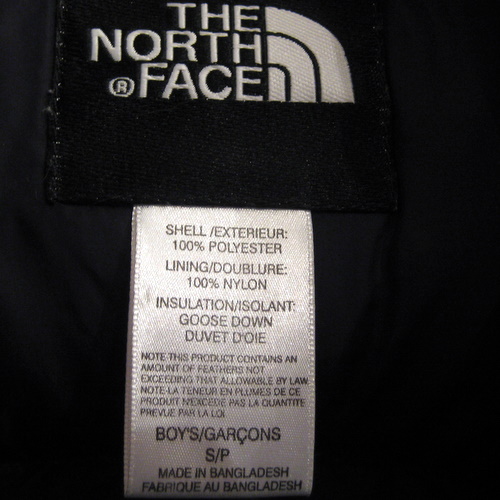 THE
NORTH
® FACE
SHELL /EXTERIEUR:
100% POLYESTER
LINING/DOUBLURE:
100% NYLON
INSULATION/ISOLANT:
GOOSE DOWN
DUVET D'OIE
NOTE THIS PRODUCT CONTAINS AN
AMOUNT OF FEATHERS NOT
EXCEEDING THAT ALLOWABLE BY LAW
NOTE-LA TENEUR EN PLUMES DE CE
PRODUIT N'EXCEDE PAS LA QUANTITE
PREVUE PAR LA LOI
BOY'S/GARÇONS
S/P
MADE IN BANGLADESH
FABRIQUE AU BANGLADESH